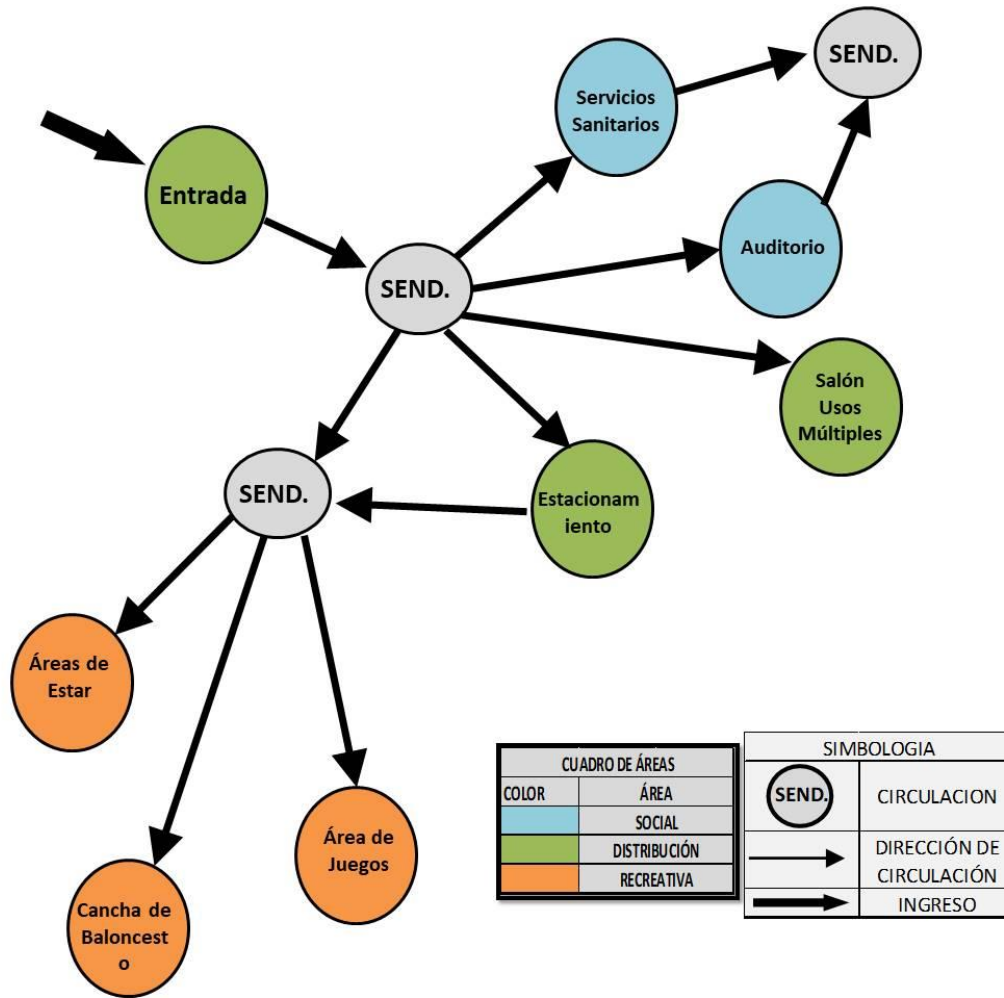 SEND.
Servicios
Sanitarios
Entrada
Auditorio
SEND.
Salón
Usos
Múltiples
SEND.
Estacionam
iento
Áreas de
Estar
Área de
Juegos
Cancha de
Baloncest
o
CUADRO DE ÁREAS
COLOR ÁREA
SOCIAL
DISTRIBUCIÓN
RECREATIVA
SIMBOLOGIA
SEND. CIRCULACION
DIRECCIÓN DE
CIRCULACIÓN
INGRESO